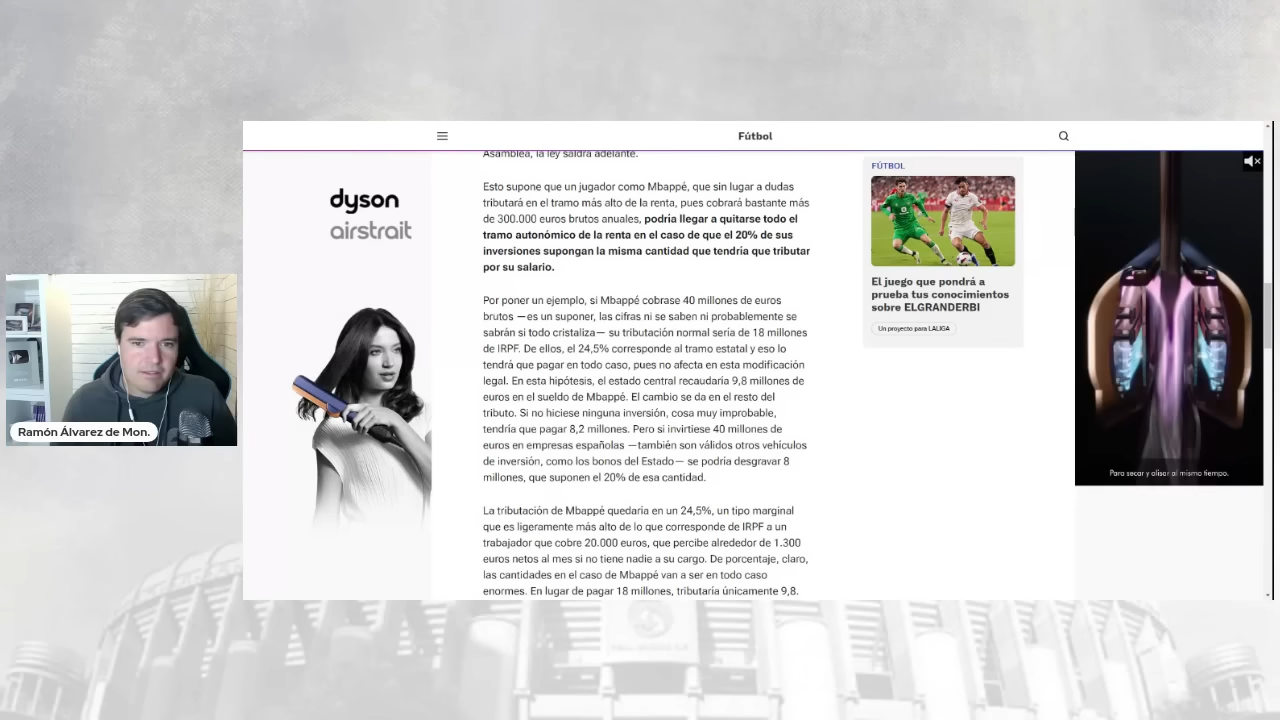 Fútbol
dyson
airstrait
Ramón Álvarez de Mon.
Asamblea, la ley saldrá adelante.
Esto supone que un jugador como Mbappé, que sin lugar a dudas
tributará en el tramo más alto de la renta, pues cobrará bastante más
de 300.000 euros brutos anuales, podría llegar a quitarse todo el
tramo autonómico de la renta en el caso de que el 20% de sus
inversiones supongan la misma cantidad que tendría que tributar
por su salario.
Por poner un ejemplo, si Mbappé cobrase 40 millones de euros
brutos —es un suponer, las cifras ni se saben ni probablemente se
sabrán si todo cristaliza— su tributación normal sería de 18 millones
de IRPF. De ellos, el 24,5% corresponde al tramo estatal y eso lo
tendrá que pagar en todo caso, pues no afecta en esta modificación
legal. En esta hipótesis, el estado central recaudaría 9,8 millones de
euros en el sueldo de Mbappé. El cambio se da en el resto del
tributo. Si no hiciese ninguna inversión, cosa muy improbable,
tendría que pagar 8,2 millones. Pero si invirtiese 40 millones de
euros en empresas españolas —también son válidos otros vehículos
de inversión, como los bonos del Estado— se podría desgravar 8
millones, que suponen el 20% de esa cantidad.
La tributación de Mbappé quedaría en un 24,5%, un tipo marginal
que es ligeramente más alto de lo que corresponde de IRPF a un
trabajador que cobre 20.000 euros, que percibe alrededor de 1.300
euros netos al mes si no tiene nadie a su cargo. De porcentaje, claro,
las cantidades en el caso de Mbappé van a ser en todo caso
enormes. En lugar de pagar 18 millones, tributaría únicamente 9,8.
FÚTBOL
El juego que pondrá a
prueba tus conocimientos
sobre ELGRANDERBI
Un proyecto para LALIGA
Para secar y alisar al mismo tiempo.